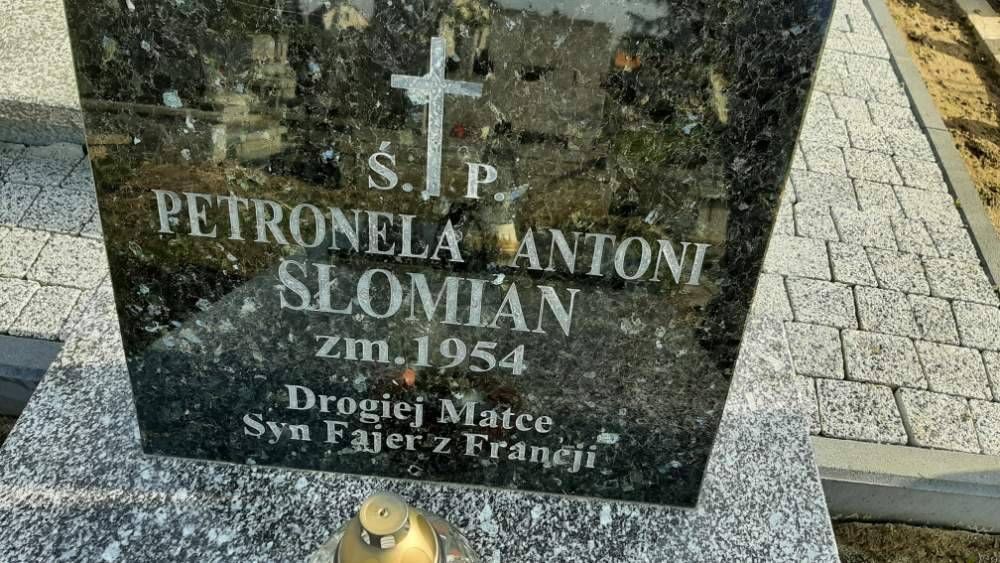 Ś. P.
PETRONELA ANTONI
SŁOMIAN
zm. 1954
Drogiej Matce
Syn Fajer z Francji